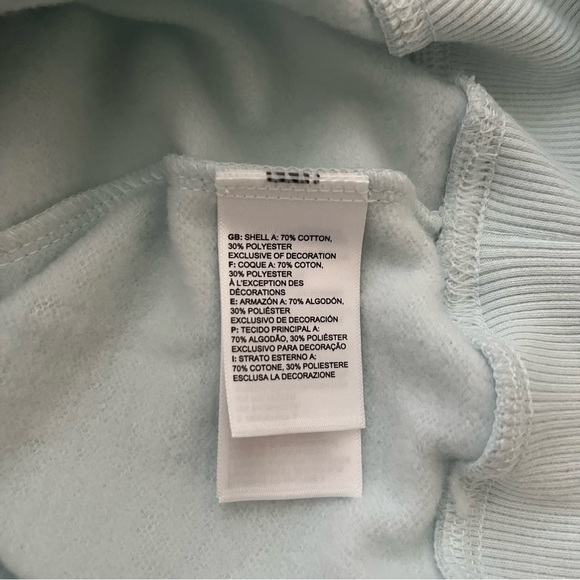 GB: SHELL A: 70% COTTON,
30% POLYESTER
EXCLUSIVE OF DECORATION
F: COQUE A: 70% COTON,
30% POLYESTER
À L'EXCEPTION DES
DÉCORATIONS
E: ARMAZÓN A: 70% ALGODÓN,
30% POLIÉSTER
EXCLUSIVO DE DECORACIÓN
P: TECIDO PRINCIPAL A:
70% ALGODÃO, 30% POLIÉSTER
EXCLUSIVO PARA DECORAÇÃO
I: STRATO ESTERNO A:
70% COTONE, 30% POLIESTERE
ESCLUSA LA DECORAZIONE